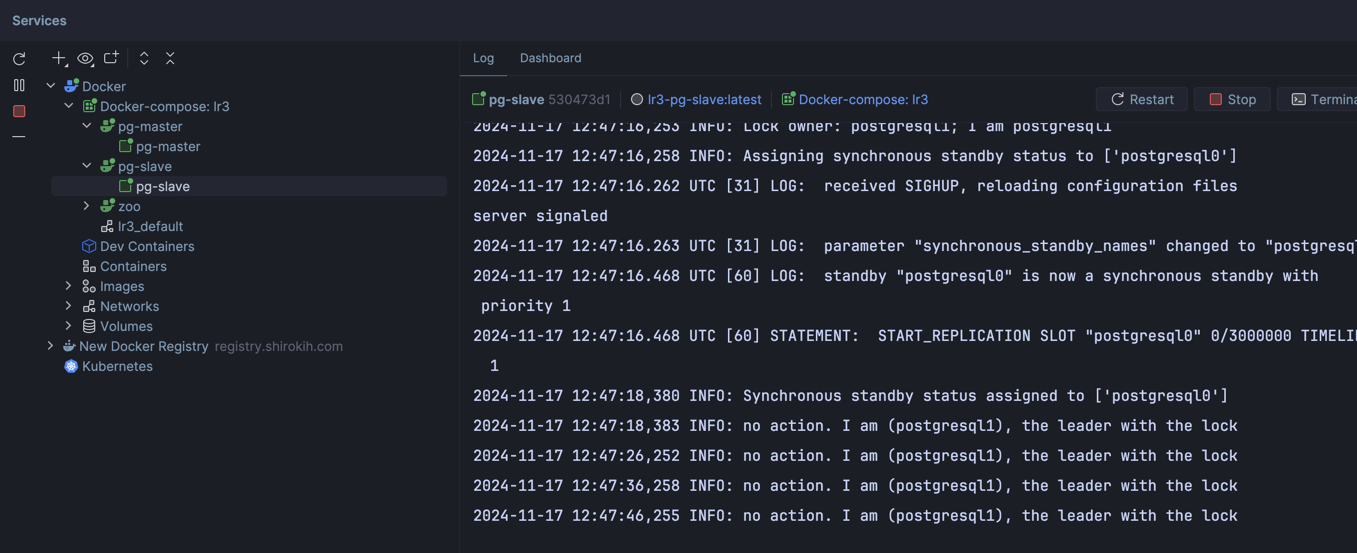 Services
Docker
Docker-compose: lr3
pg-master
pg-master
pg-slave
pg-slave
zoo
lr3_default
Dev Containers
Containers
Images
Networks
Volumes
New Docker Registry registry.shirokih.com
Kubernetes
Log Dashboard
pg-slave 530473d1 lr3-pg-slave:latest Docker-compose: lr3 Restart Stop
2024-11-17 12:47:16,253 INFO: Lock owner: postgresql1; I am postgresql1
2024-11-17 12:47:16,258 INFO: Assigning synchronous standby status to ['postgresql0']
2024-11-17 12:47:16.262 UTC [31] LOG:  received SIGHUP, reloading configuration files
server signaled
2024-11-17 12:47:16.263 UTC [31] LOG:  parameter "synchronous_standby_names" changed to "postgresq
2024-11-17 12:47:16.468 UTC [60] LOG:  standby "postgresql0" is now a synchronous standby with
priority 1
2024-11-17 12:47:16.468 UTC [60] STATEMENT:  START_REPLICATION SLOT "postgresql0" 0/3000000
1
2024-11-17 12:47:18,380 INFO: Synchronous standby status assigned to ['postgresql0']
2024-11-17 12:47:18,383 INFO: no action. I am (postgresql1), the leader with the lock
2024-11-17 12:47:26,252 INFO: no action. I am (postgresql1), the leader with the lock
2024-11-17 12:47:36,258 INFO: no action. I am (postgresql1), the leader with the lock
2024-11-17 12:47:46,255 INFO: no action. I am (postgresql1), the leader with the lock